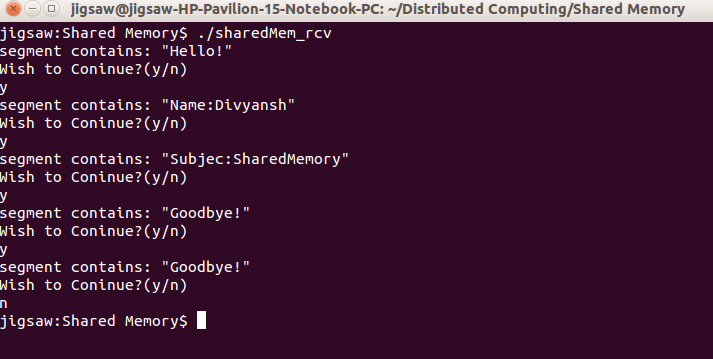 jigsaw@jigsaw-HP-Pavilion-15-Notebook-PC: ~/Distributed Computing/Shared Memory
jigsaw:Shared Memory$ ./sharedMem_rcv
segment contains: "Hello!"
Wish to Coninue?(y/n)
y
segment contains: "Name:Divyansh"
Wish to Coninue?(y/n)
y
segment contains: "Subjec:SharedMemory"
Wish to Coninue?(y/n)
y
segment contains: "Goodbye!"
Wish to Coninue?(y/n)
y
segment contains: "Goodbye!"
Wish to Coninue?(y/n)
n
jigsaw:Shared Memory$